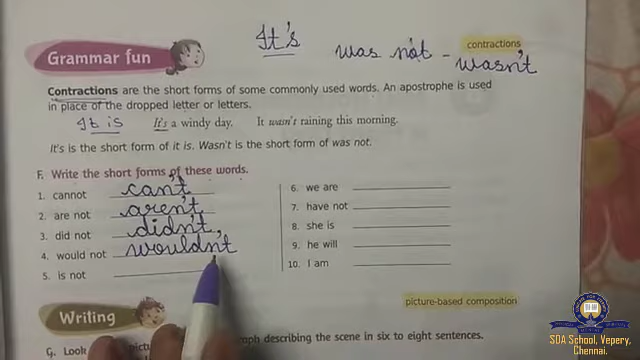 It's
was not - wasn't
contractions
Grammar fun
Contractions are the short forms of some commonly used words. An apostrophe is used
in place of the dropped letter or letters.
It is
It's a windy day. It wasn't raining this morning.
It's is the short form of it is. Wasn't is the short form of was not.
F. Write the short forms of these words.
1. cannot can't
2. are not aren't
3. did not didn't,
4. would not wouldn't
5. is not
6. we are
7. have not
8. she is
9. he will
10. I am
picture-based composition
Writing
G. Look pictu graph describing the scene in six to eight sentences.
SDA School, Vepery,
Chennai.